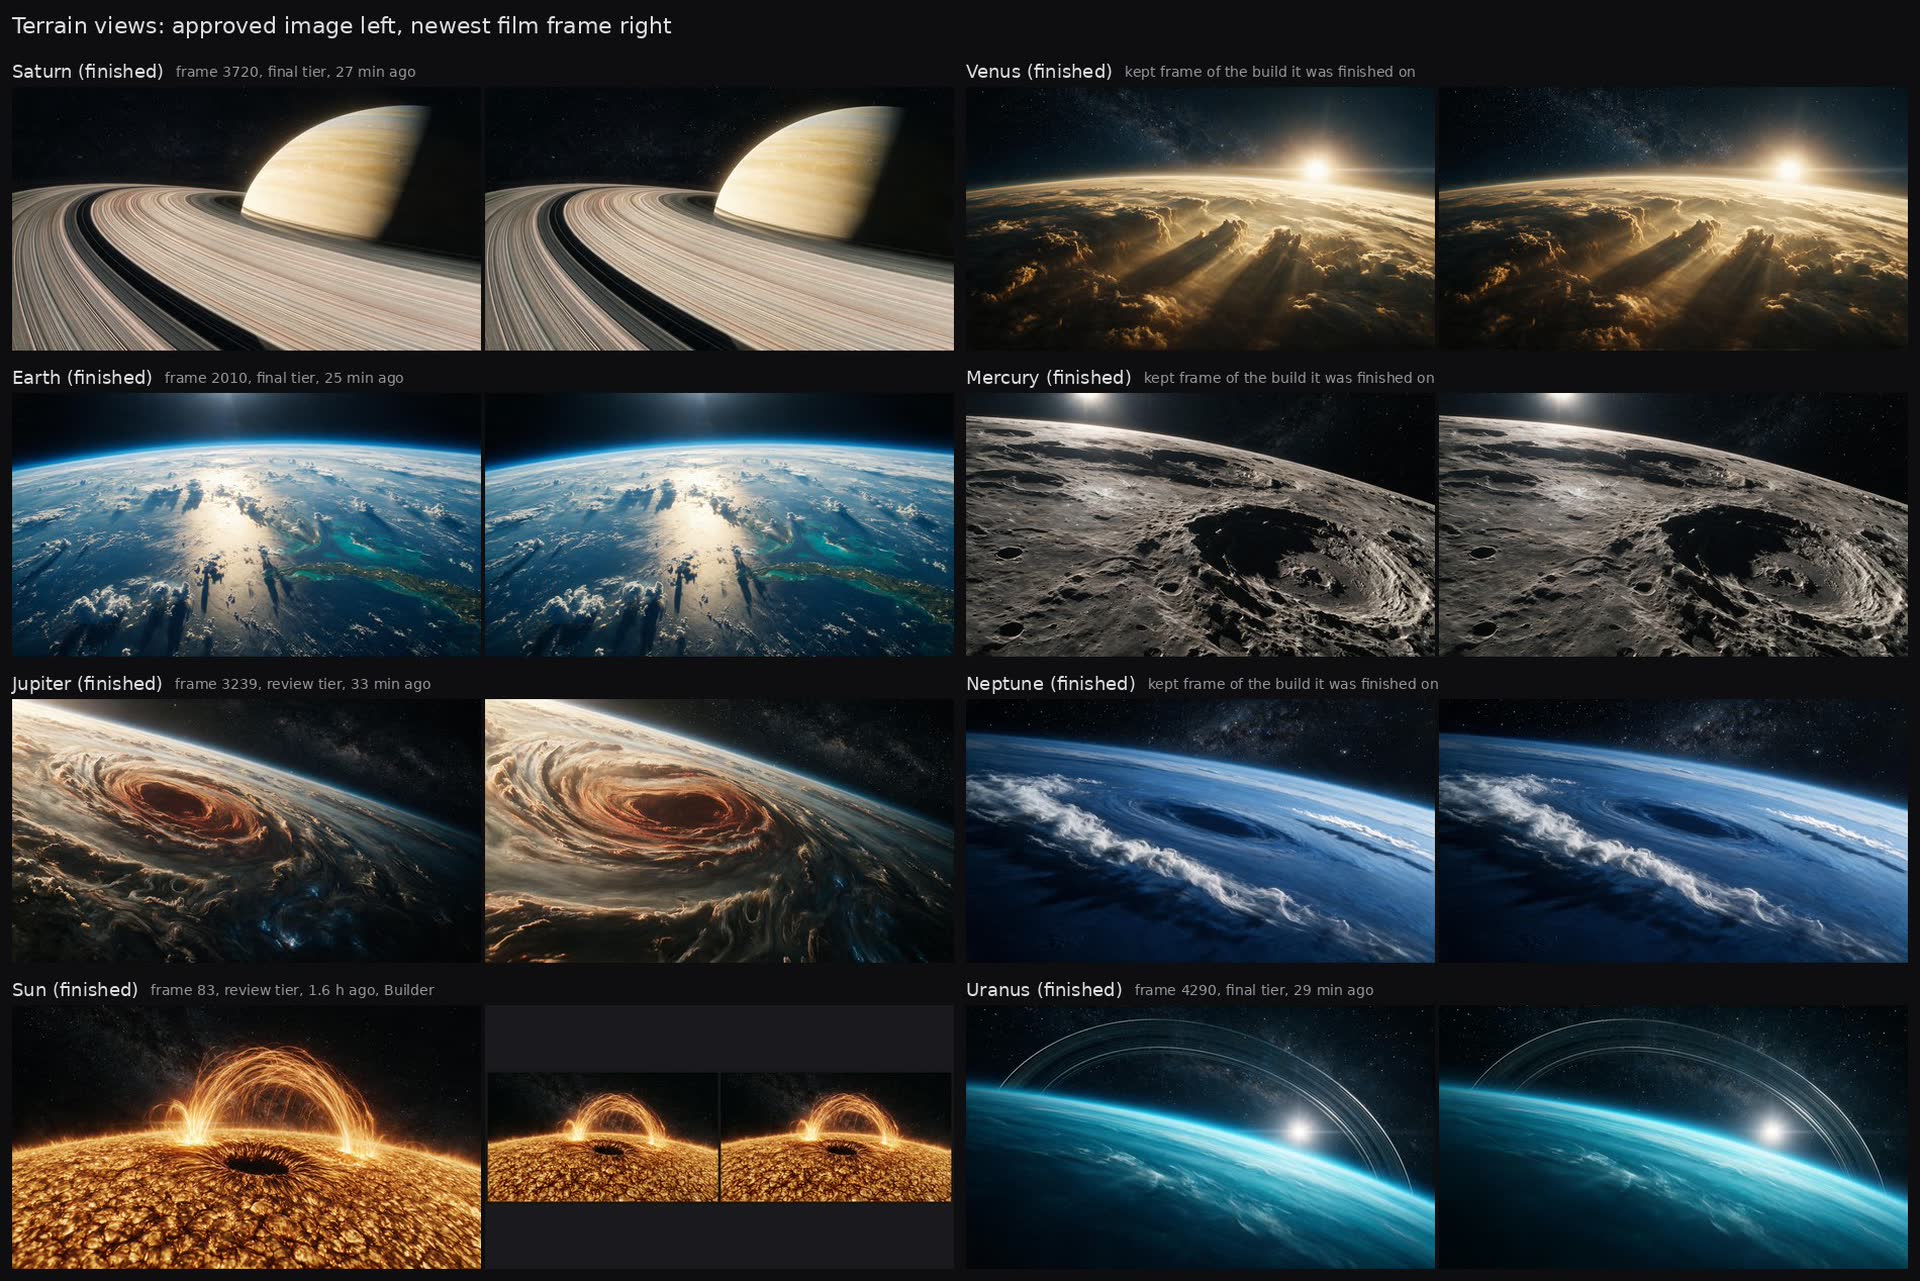 Terrain views: approved image left, newest film frame right
Saturn (finished) frame 3720, final tier, 27 min ago
Venus (finished) kept frame of the build it was finished on
Earth (finished) frame 2010, final tier, 25 min ago
Mercury (finished) kept frame of the build it was finished on
Jupiter (finished) frame 3239, review tier, 33 min ago
Neptune (finished) kept frame of the build it was finished on
Sun (finished) frame 83, review tier, 1.6 h ago, Builder
Uranus (finished) frame 4290, final tier, 29 min ago